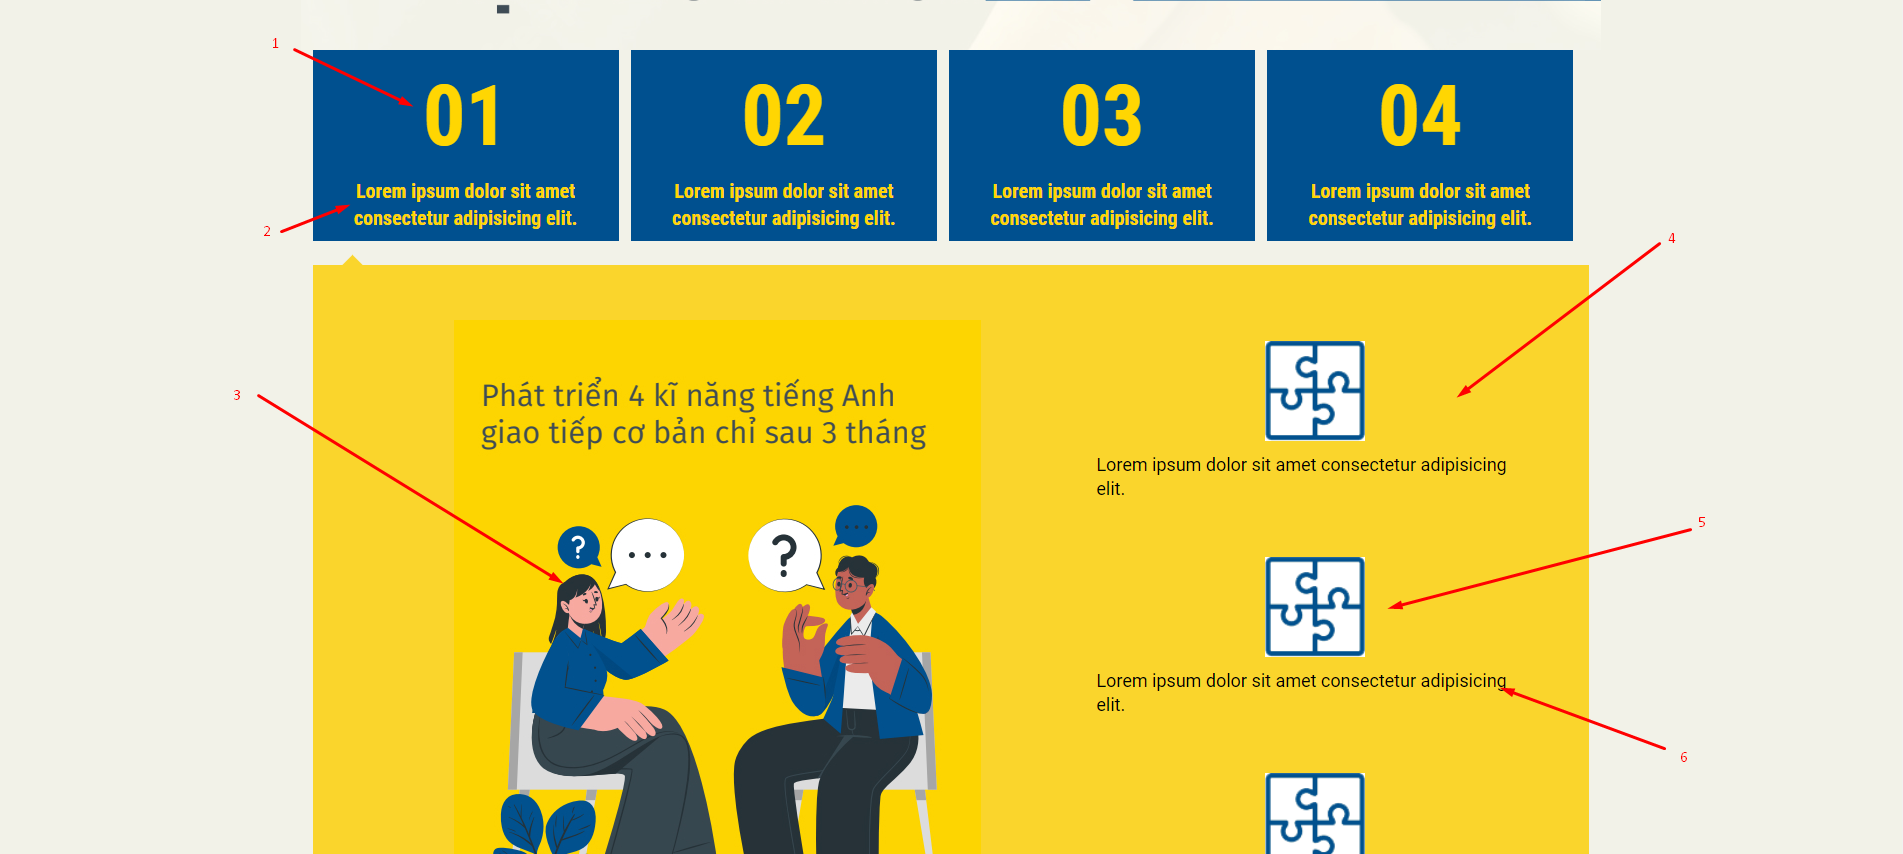 1
01
02
03
04
Lorem ipsum dolor sit amet
consectetur adipisicing elit.
Lorem ipsum dolor sit amet
consectetur adipisicing elit.
Lorem ipsum dolor sit amet
consectetur adipisicing elit.
Lorem ipsum dolor sit amet
consectetur adipisicing elit.
2
4
3
Phát triển 4 kĩ năng tiếng Anh
giao tiếp cơ bản chỉ sau 3 tháng
Lorem ipsum dolor sit amet consectetur adipisicing
elit.
5
?
...
?
...
Lorem ipsum dolor sit amet consectetur adipisicing
elit.
6